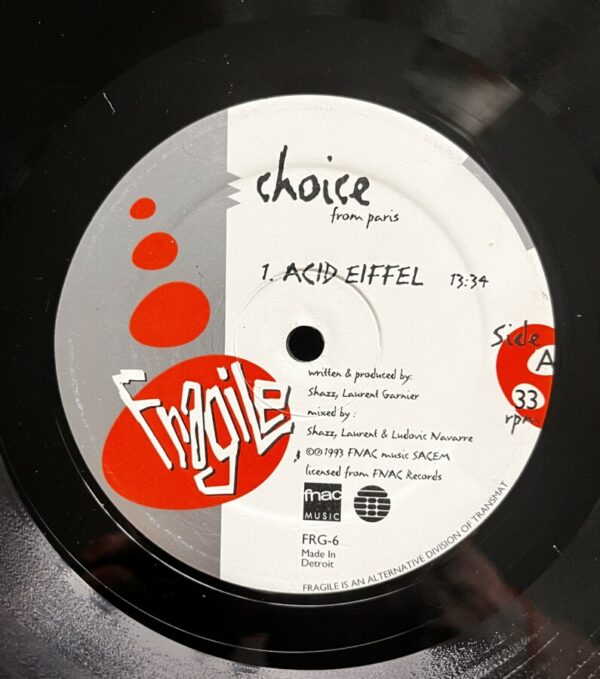 choice
from paris
1. ACID EIFFEL 13:34
Side
A
33
rpm
Fragile
written & produced by:
Shazz, Laurent Garnier
mixed by:
Shazz, Laurent & Ludovic Navarre
©℗ 1993 FNAC music SACEM
licensed from FNAC Records
fnac
MUSIC
FRG-6
Made In
Detroit
FRAGILE IS AN ALTERNATIVE DIVISION OF TRANSMAT